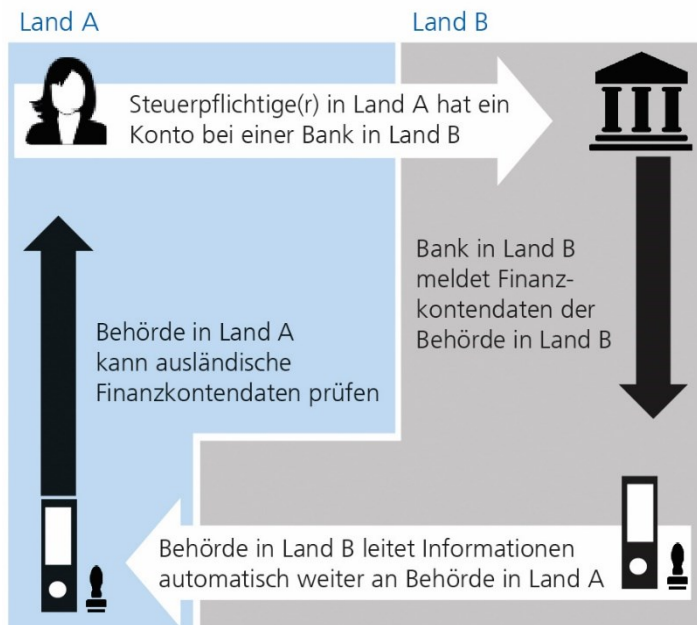 Land A
Land B
Steuerpflichtige(r) in Land A hat ein
Konto bei einer Bank in Land B
Bank in Land B
meldet Finanz-
kontendaten der
Behörde in Land B
Behörde in Land B leitet Informationen
automatisch weiter an Behörde in Land A
Behörde in Land A
kann ausländische
Finanzkontendaten prüfen